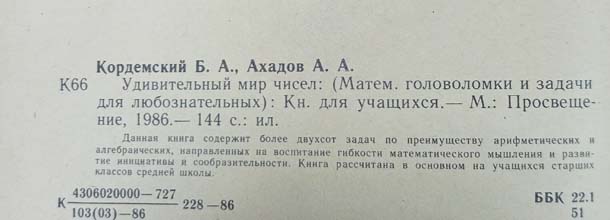 Кордемский Б. А., Ахадов А. А.
К66 Удивительный мир чисел: (Матем. головоломки и задачи
для любознательных): Кн. для учащихся.— М.: Просвеще-
ние, 1986.— 144 с.: ил.
Данная книга содержит более двухсот задач по преимуществу арифметических и
алгебраических, направленных на воспитание гибкости математического мышления и разви-
тие инициативы и сообразительности. Книга рассчитана в основном на учащихся старших
классов средней школы.
К 4306020000—727
103(03)—86 228—86
ББК 22.1
51